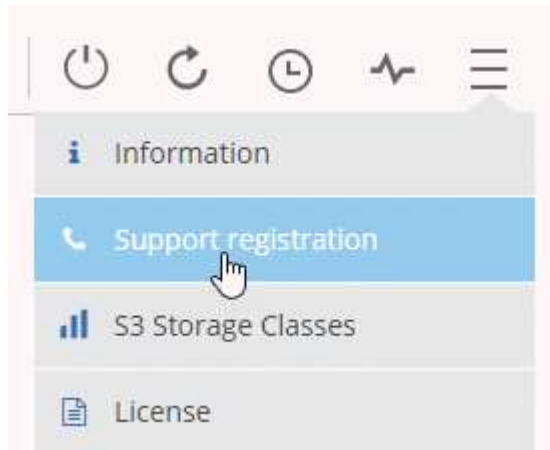 Information
Support registration
S3 Storage Classes
License